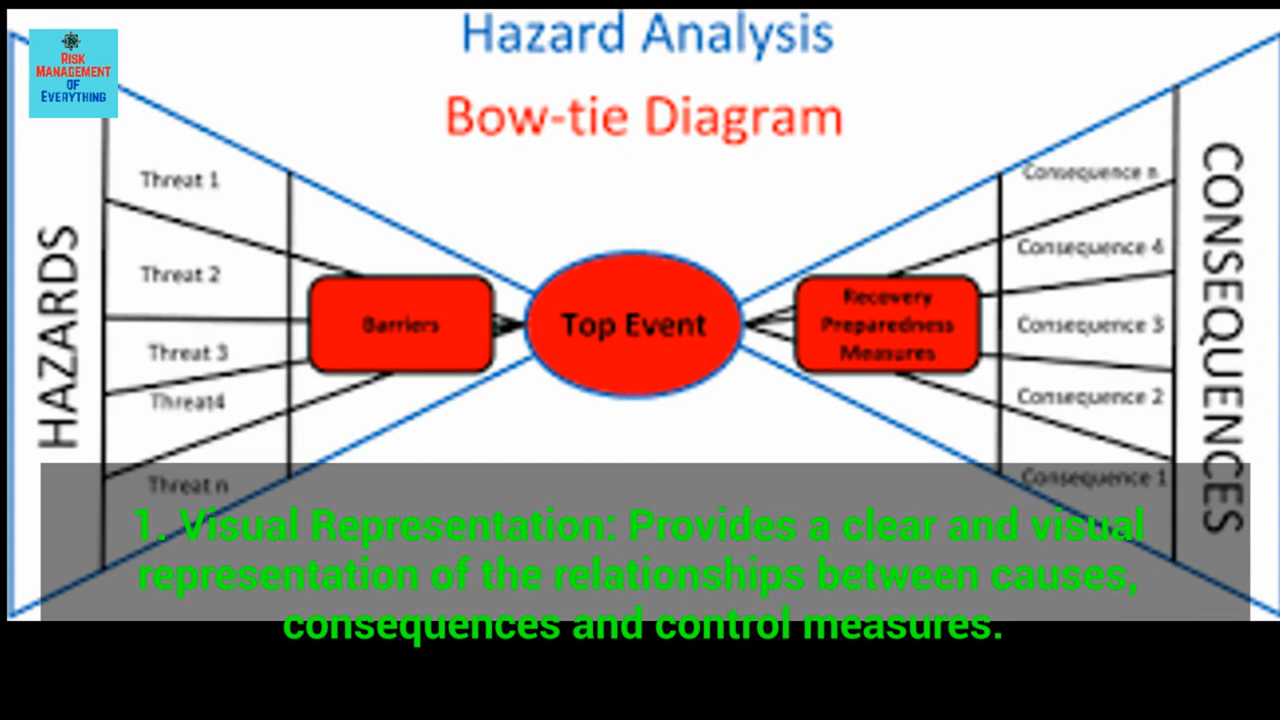 Hazard Analysis
Bow-tie Diagram
RISK
MANAGEMENT
OF
EVERYTHING
HAZARDS
Threat 1
Threat 2
Threat 3
Threat4
Threat n
Barriers
Top Event
Recovery
Preparedness
Measures
Consequence n
Consequence 4
Consequence 3
Consequence 2
Consequence 1
CONSEQUENCES
1. Visual Representation: Provides a clear and visual
representation of the relationships between causes,
consequences and control measures.